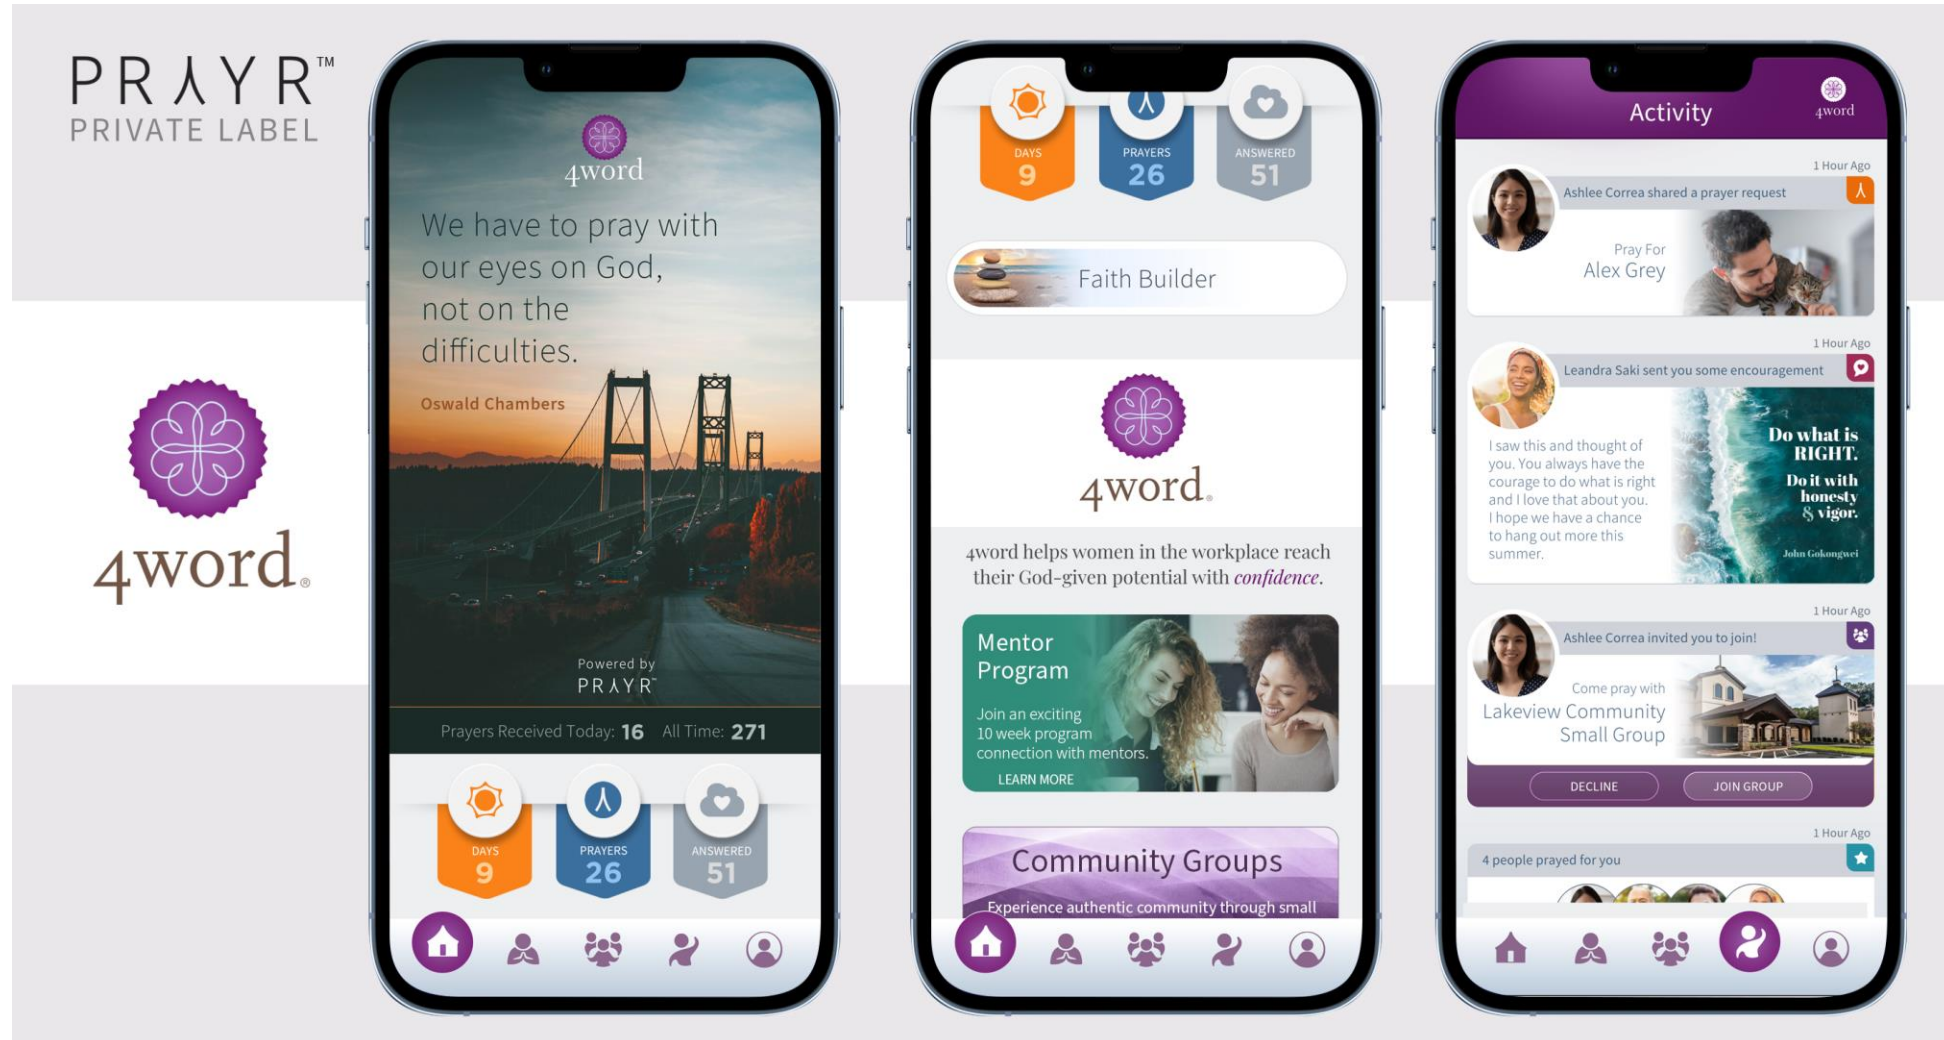 PRAYR™
PRIVATE LABEL
4word®
4word
We have to pray with
our eyes on God,
not on the
difficulties.
Oswald Chambers
Powered by
PRAYR™
Prayers Received Today: 16 All Time: 271
DAYS
9
PRAYERS
26
ANSWERED
51
DAYS
9
PRAYERS
26
ANSWERED
51
Faith Builder
4word®
4word helps women in the workplace reach
their God-given potential with confidence.
Mentor
Program
Join an exciting
10 week program
connection with mentors.
LEARN MORE
Community Groups
Experience authentic community through small
Activity
4word
1 Hour Ago
Ashlee Correa shared a prayer request
Pray For
Alex Grey
1 Hour Ago
Leandra Saki sent you some encouragement
I saw this and thought of
you. You always have the
courage to do what is right
and I love that about you.
I hope we have a chance
to hang out more this
summer.
Do what is
RIGHT.
Do it with
honesty
& vigor.
John Gokongwei
1 Hour Ago
Ashlee Correa invited you to join!
Come pray with
Lakeview Community
Small Group
DECLINE
JOIN GROUP
1 Hour Ago
4 people prayed for you